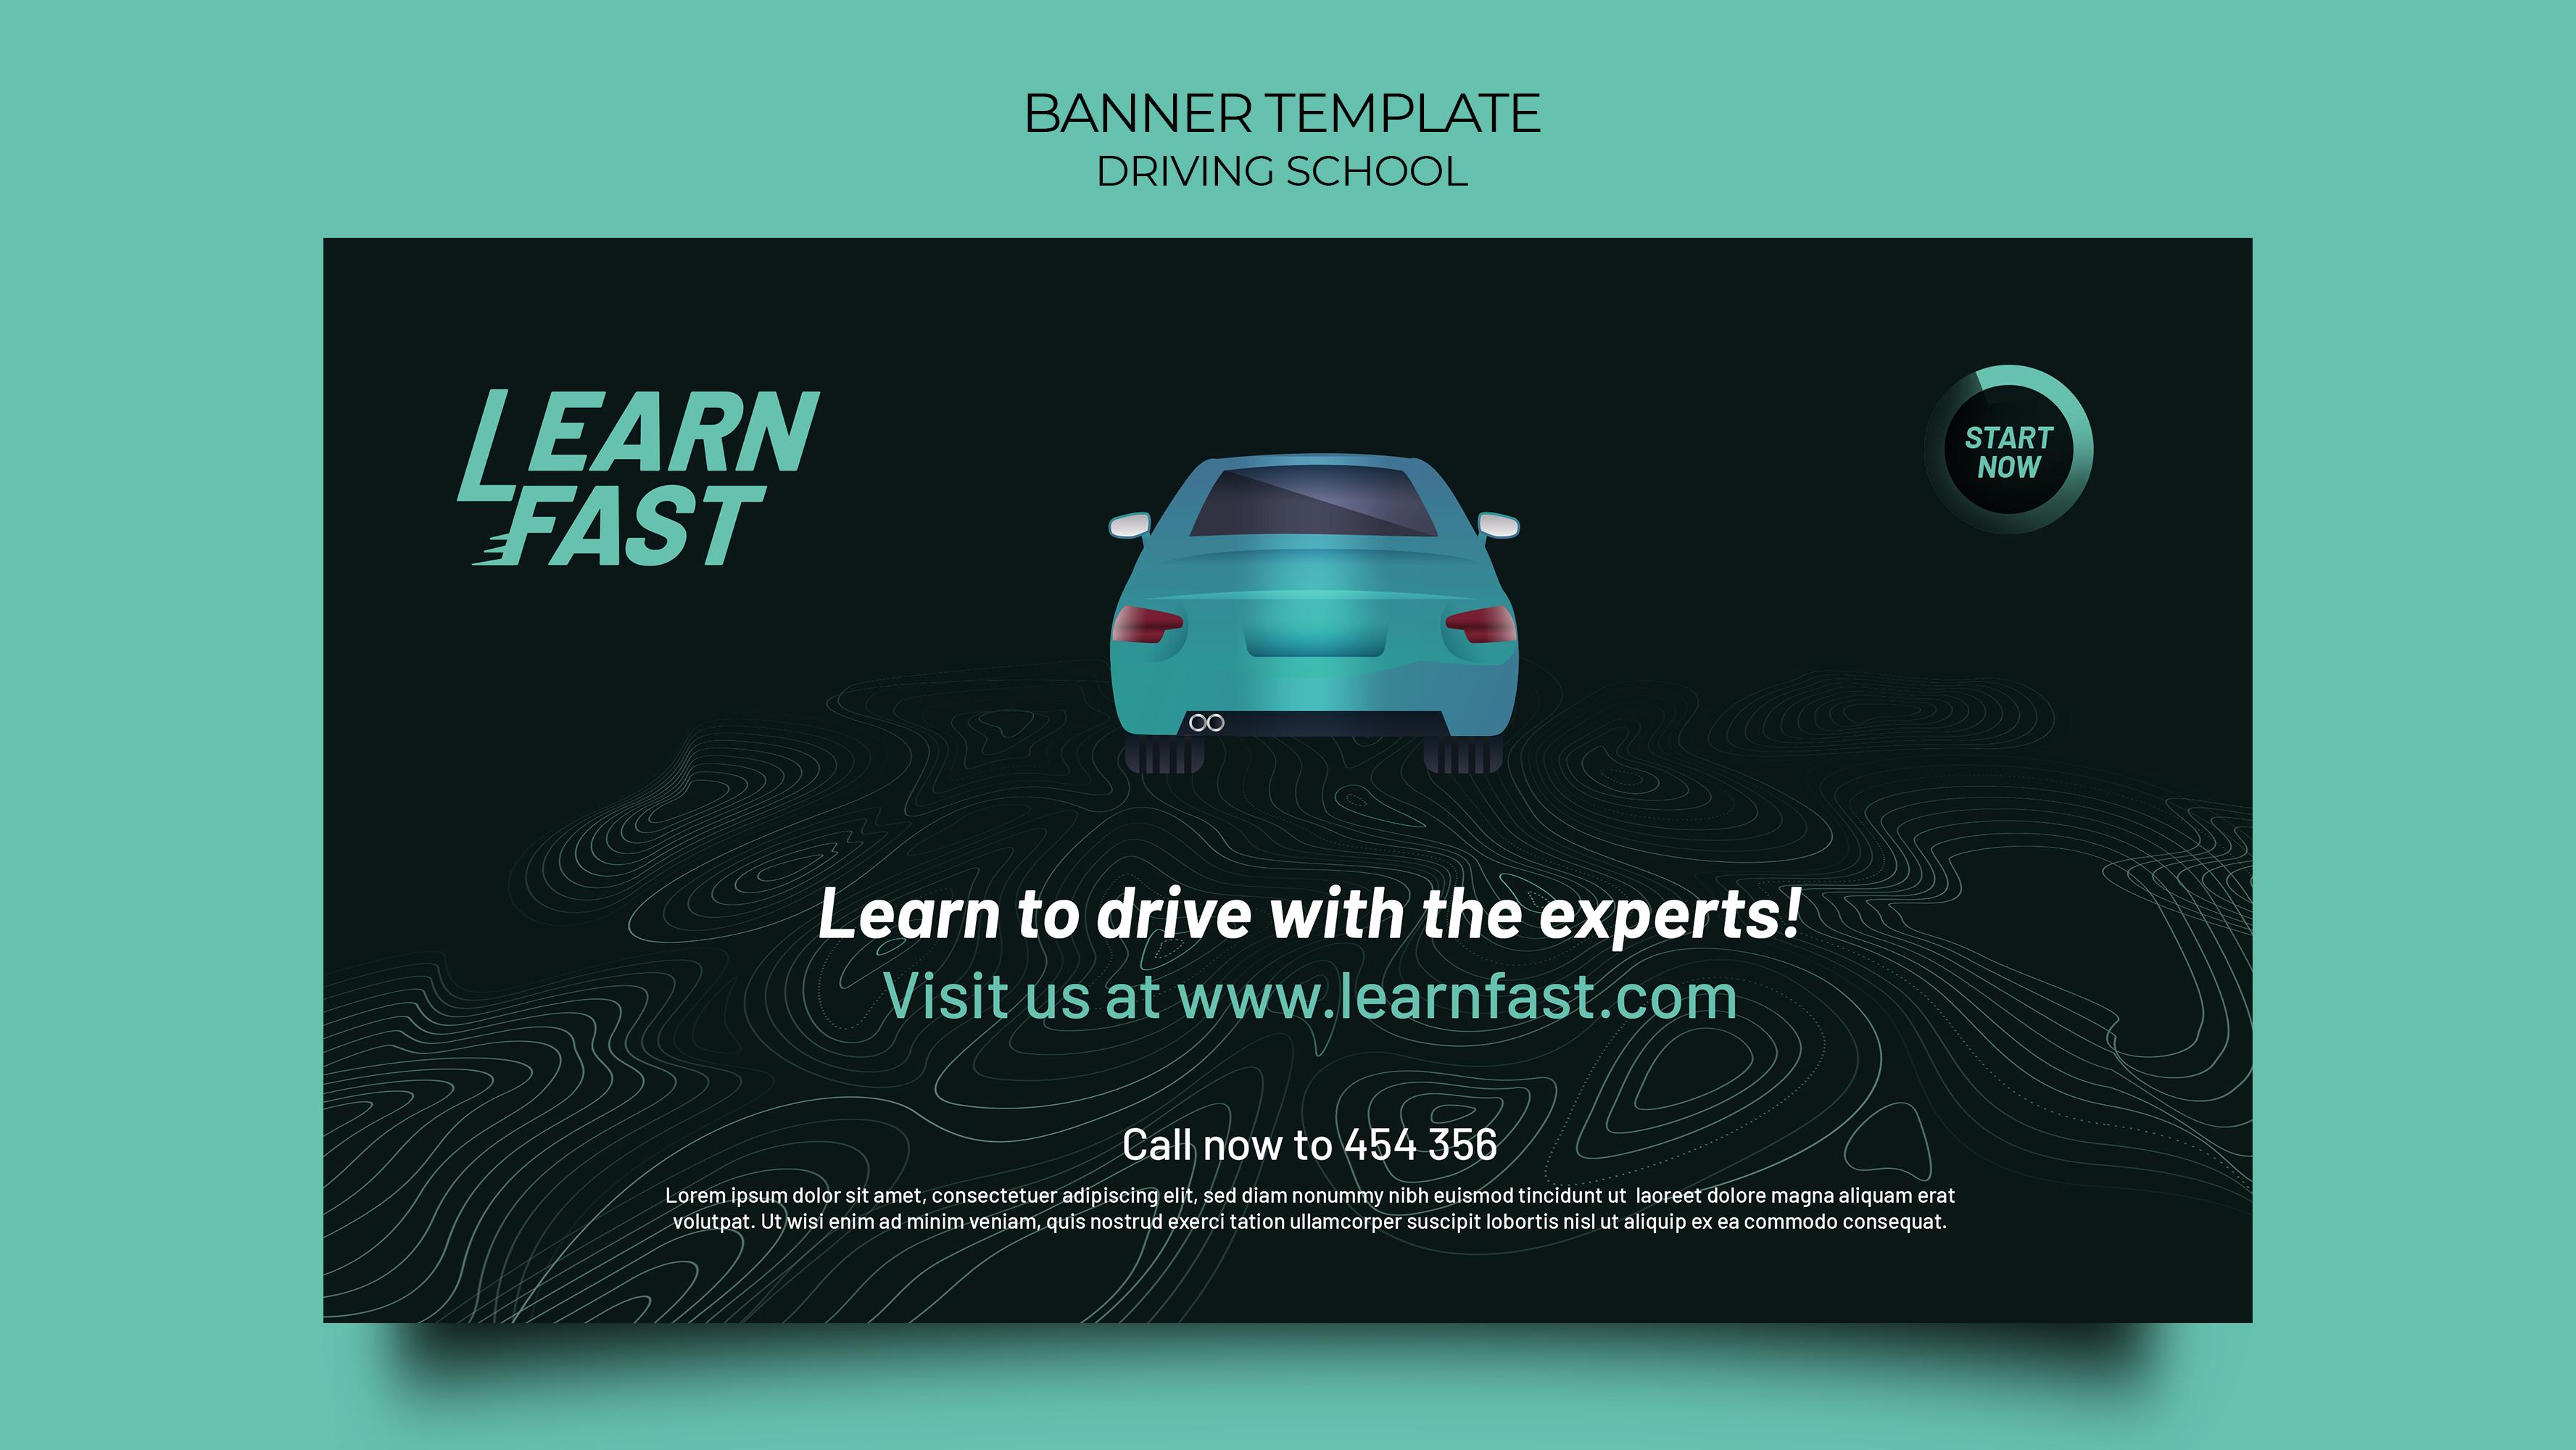 BANNER TEMPLATE
DRIVING SCHOOL
LEARN
FAST
START
NOW
Learn to drive with the experts!
Visit us at www.learnfast.com
Call now to 454 356
Lorem ipsum dolor sit amet, consectetuer adipiscing elit, sed diam nonummy nibh euismod tincidunt ut laoreet dolore magna aliquam erat
volutpat. Ut wisi enim ad minim veniam, quis nostrud exerci tation ullamcorper suscipit lobortis nisl ut aliquip ex ea commodo consequat.